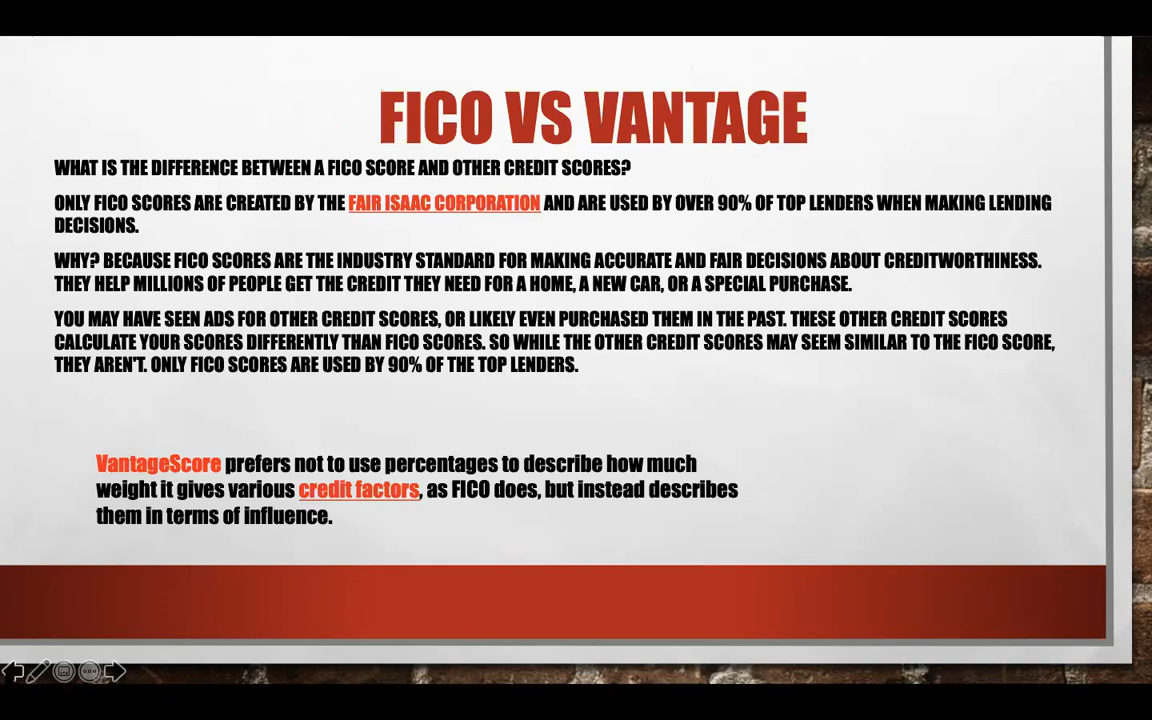 FICO VS VANTAGE
WHAT IS THE DIFFERENCE BETWEEN A FICO SCORE AND OTHER CREDIT SCORES?
ONLY FICO SCORES ARE CREATED BY THE FAIR ISAAC CORPORATION AND ARE USED BY OVER 90% OF TOP LENDERS WHEN MAKING LENDING
DECISIONS.
WHY? BECAUSE FICO SCORES ARE THE INDUSTRY STANDARD FOR MAKING ACCURATE AND FAIR DECISIONS ABOUT CREDITWORTHINESS.
THEY HELP MILLIONS OF PEOPLE GET THE CREDIT THEY NEED FOR A HOME, A NEW CAR, OR A SPECIAL PURCHASE.
YOU MAY HAVE SEEN ADS FOR OTHER CREDIT SCORES, OR LIKELY EVEN PURCHASED THEM IN THE PAST. THESE OTHER CREDIT SCORES
CALCULATE YOUR SCORES DIFFERENTLY THAN FICO SCORES. SO WHILE THE OTHER CREDIT SCORES MAY SEEM SIMILAR TO THE FICO SCORE,
THEY AREN'T. ONLY FICO SCORES ARE USED BY 90% OF THE TOP LENDERS.
VantageScore prefers not to use percentages to describe how much
weight it gives various credit factors, as FICO does, but instead describes
them in terms of influence.